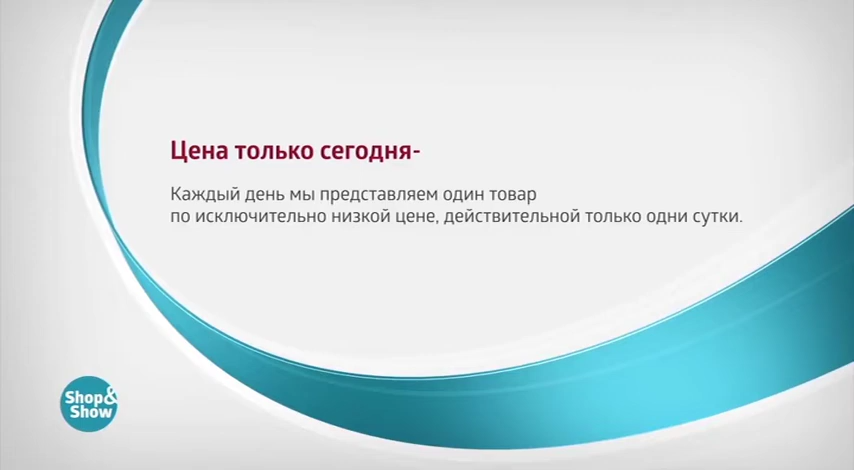 Цена только сегодня-
Каждый день мы представляем один товар
по исключительно низкой цене, действительной только одни сутки.
Shop&
Show